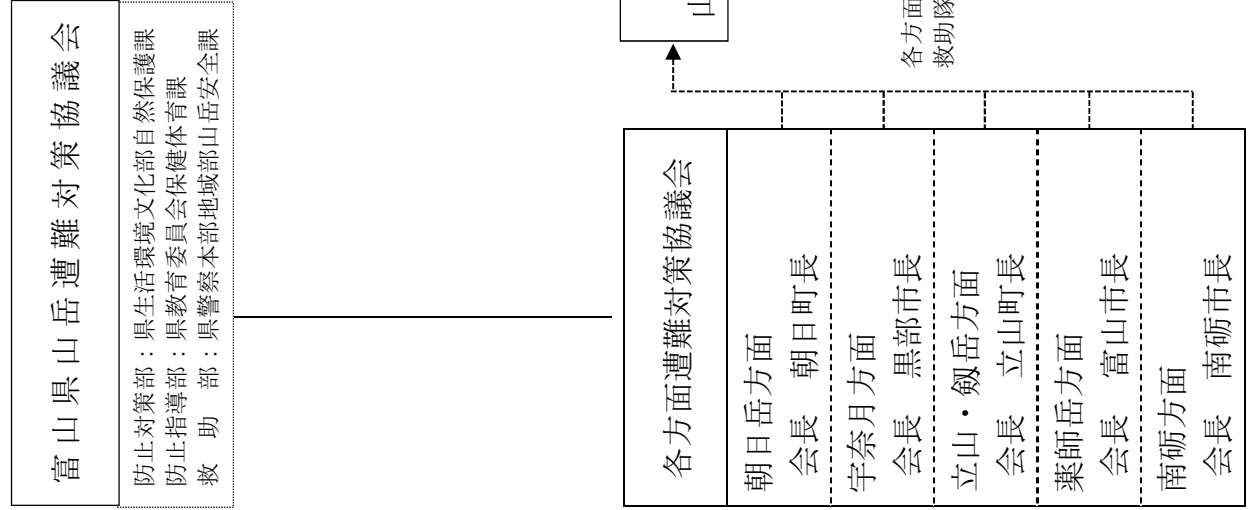 富山県山岳遭難対策協議会
防止対策部：県生活環境文化部自然保護課
防止指導部：県教育委員会保健体育課
救　助　部：県警察本部地域部山岳安全課
各方面遭難対策協議会
朝日岳方面
会長　朝日町長
宇奈月方面
会長　黒部市長
立山・剱岳方面
会長　立山町長
薬師岳方面
会長　富山市長
南砺方面
会長　南砺市長
山
各方面
救助隊